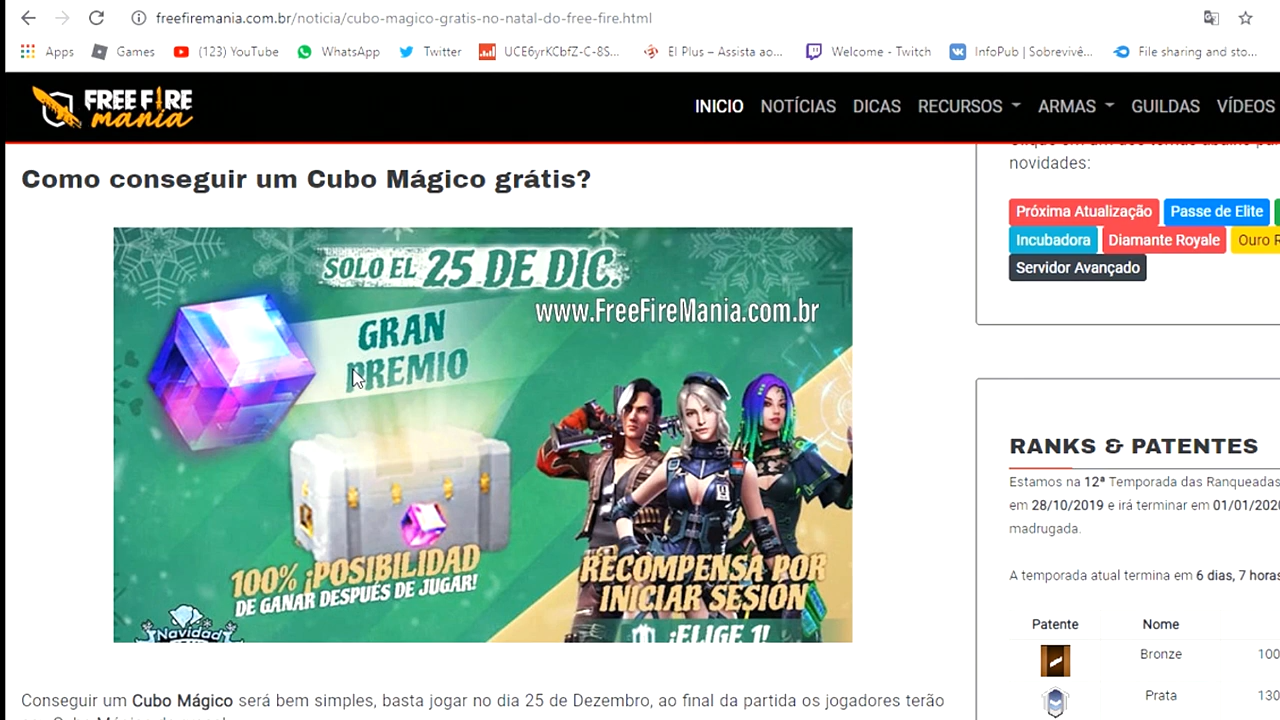 freefiremania.com.br/noticia/cubo-magico-gratis-no-natal-do-free-fire.html
Apps
Games
(123) YouTube
WhatsApp
Twitter
UCE6yrKCbfZ-C-8S...
El Plus – Assista ao...
Welcome - Twitch
InfoPub | Sobrevivê...
File sharing and sto...
FREE FIRE
mania
INICIO
NOTÍCIAS
DICAS
RECURSOS
ARMAS
GUILDAS
VÍDEOS
Como conseguir um Cubo Mágico grátis?
SOLO EL 25 DE DIC.
www.FreeFireMania.com.br
GRAN
PREMIO
100% ¡POSIBILIDAD
DE GANAR DESPUÉS DE JUGAR!
RECOMPENSA POR
INICIAR SESIÓN
¡ELIGE 1!
Navidad
Conseguir um Cubo Mágico será bem simples, basta jogar no dia 25 de Dezembro, ao final da partida os jogadores terão
novidades:
Próxima Atualização
Passe de Elite
Incubadora
Diamante Royale
Ouro R
Servidor Avançado
RANKS & PATENTES
Estamos na 12ª Temporada das Ranqueadas
em 28/10/2019 e irá terminar em 01/01/2020
madrugada.
A temporada atual termina em 6 dias, 7 horas
Patente
Nome
Bronze
100
Prata
130